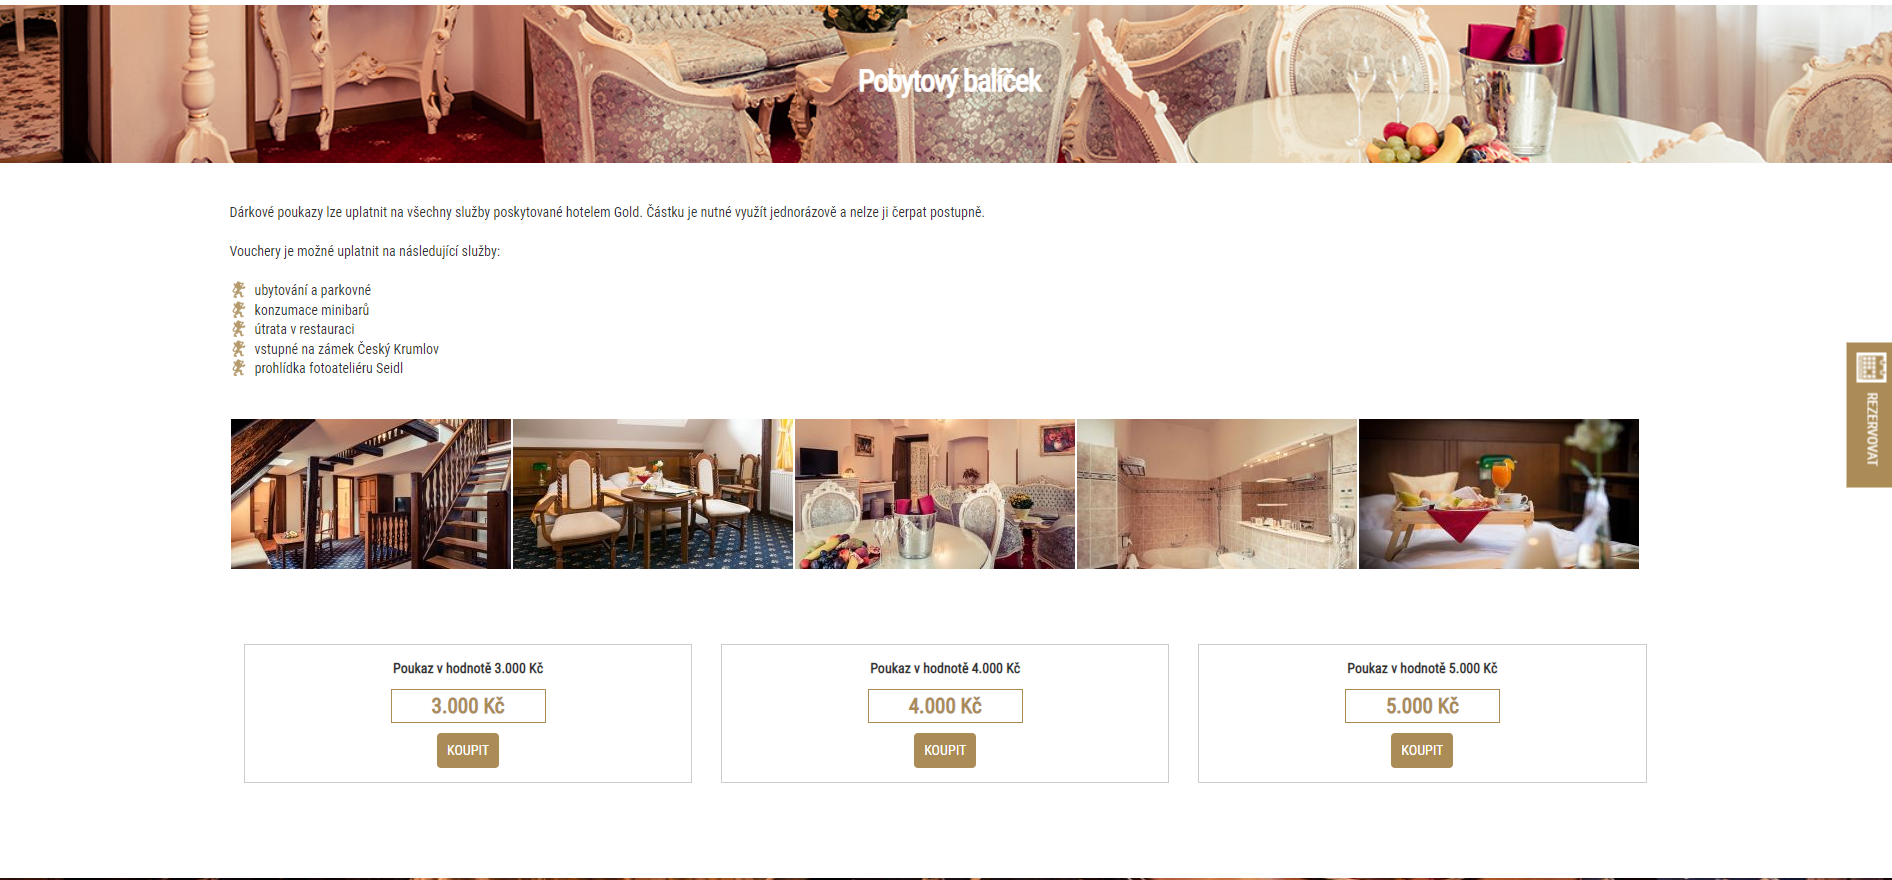 Pobytový balíček
Dárkové poukazy lze uplatnit na všechny služby poskytované hotelem Gold. Částku je nutné využít jednorázově a nelze ji čerpat postupně.
Vouchery je možné uplatnit na následující služby:
ubytování a parkovné
konzumace minibarů
útrata v restauraci
vstupné na zámek Český Krumlov
prohlídka fotoateliéru Seidl
REZERVOVAT
Poukaz v hodnotě 3.000 Kč
3.000 Kč
KOUPIT
Poukaz v hodnotě 4.000 Kč
4.000 Kč
KOUPIT
Poukaz v hodnotě 5.000 Kč
5.000 Kč
KOUPIT